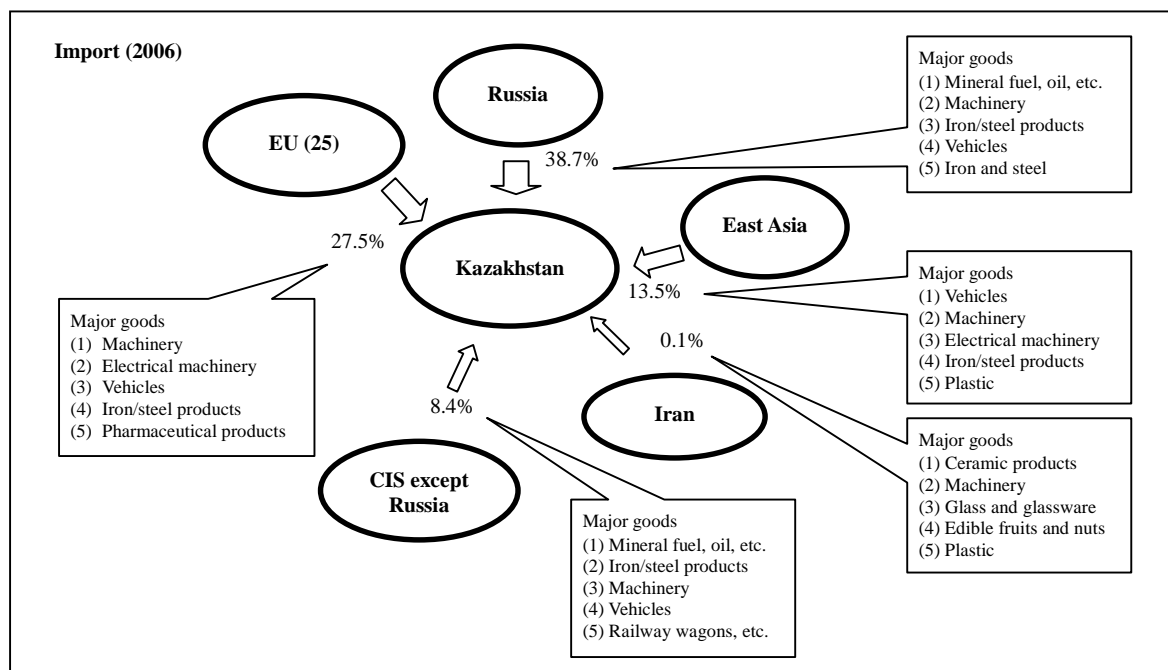 Import (2006)
Russia
EU (25)
38.7%
Major goods
(1) Mineral fuel, oil, etc.
(2) Machinery
(3) Iron/steel products
(4) Vehicles
(5) Iron and steel
East Asia
27.5%
Kazakhstan
13.5%
Major goods
(1) Vehicles
(2) Machinery
(3) Electrical machinery
(4) Iron/steel products
(5) Plastic
Major goods
(1) Machinery
(2) Electrical machinery
(3) Vehicles
(4) Iron/steel products
(5) Pharmaceutical products
0.1%
8.4%
Iran
Major goods
(1) Ceramic products
(2) Machinery
(3) Glass and glassware
(4) Edible fruits and nuts
(5) Plastic
CIS except
Russia
Major goods
(1) Mineral fuel, oil, etc.
(2) Iron/steel products
(3) Machinery
(4) Vehicles
(5) Railway wagons, etc.